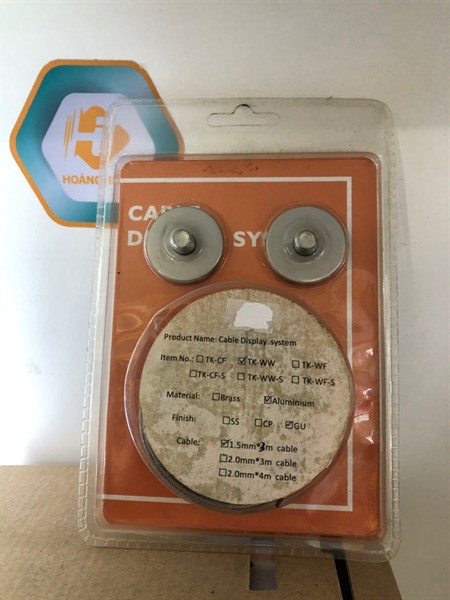 HOÀNG
CABLE
D SY
Product Name: Cable Display system
Item No.: ☐TK-CF ☑TK-WW ☐TK-WF
☐TK-CF-S ☐TK-WW-S ☐TK-WF-S
Material: ☐Brass ☑Aluminium
Finish: ☐SS ☐CP ☑GU
Cable: ☑1.5mm*3m cable
☐2.0mm*3m cable
☐2.0mm*4m cable